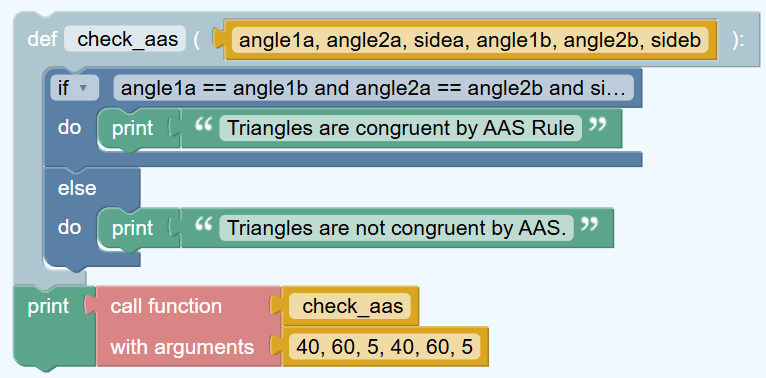 def check_aas ( angle1a, angle2a, sidea, angle1b, angle2b, sideb ):
if ▾ angle1a == angle1b and angle2a == angle2b and si…
do print “ Triangles are congruent by AAS Rule ”
else
do print “ Triangles are not congruent by AAS. ”
print call function check_aas
with arguments 40, 60, 5, 40, 60, 5